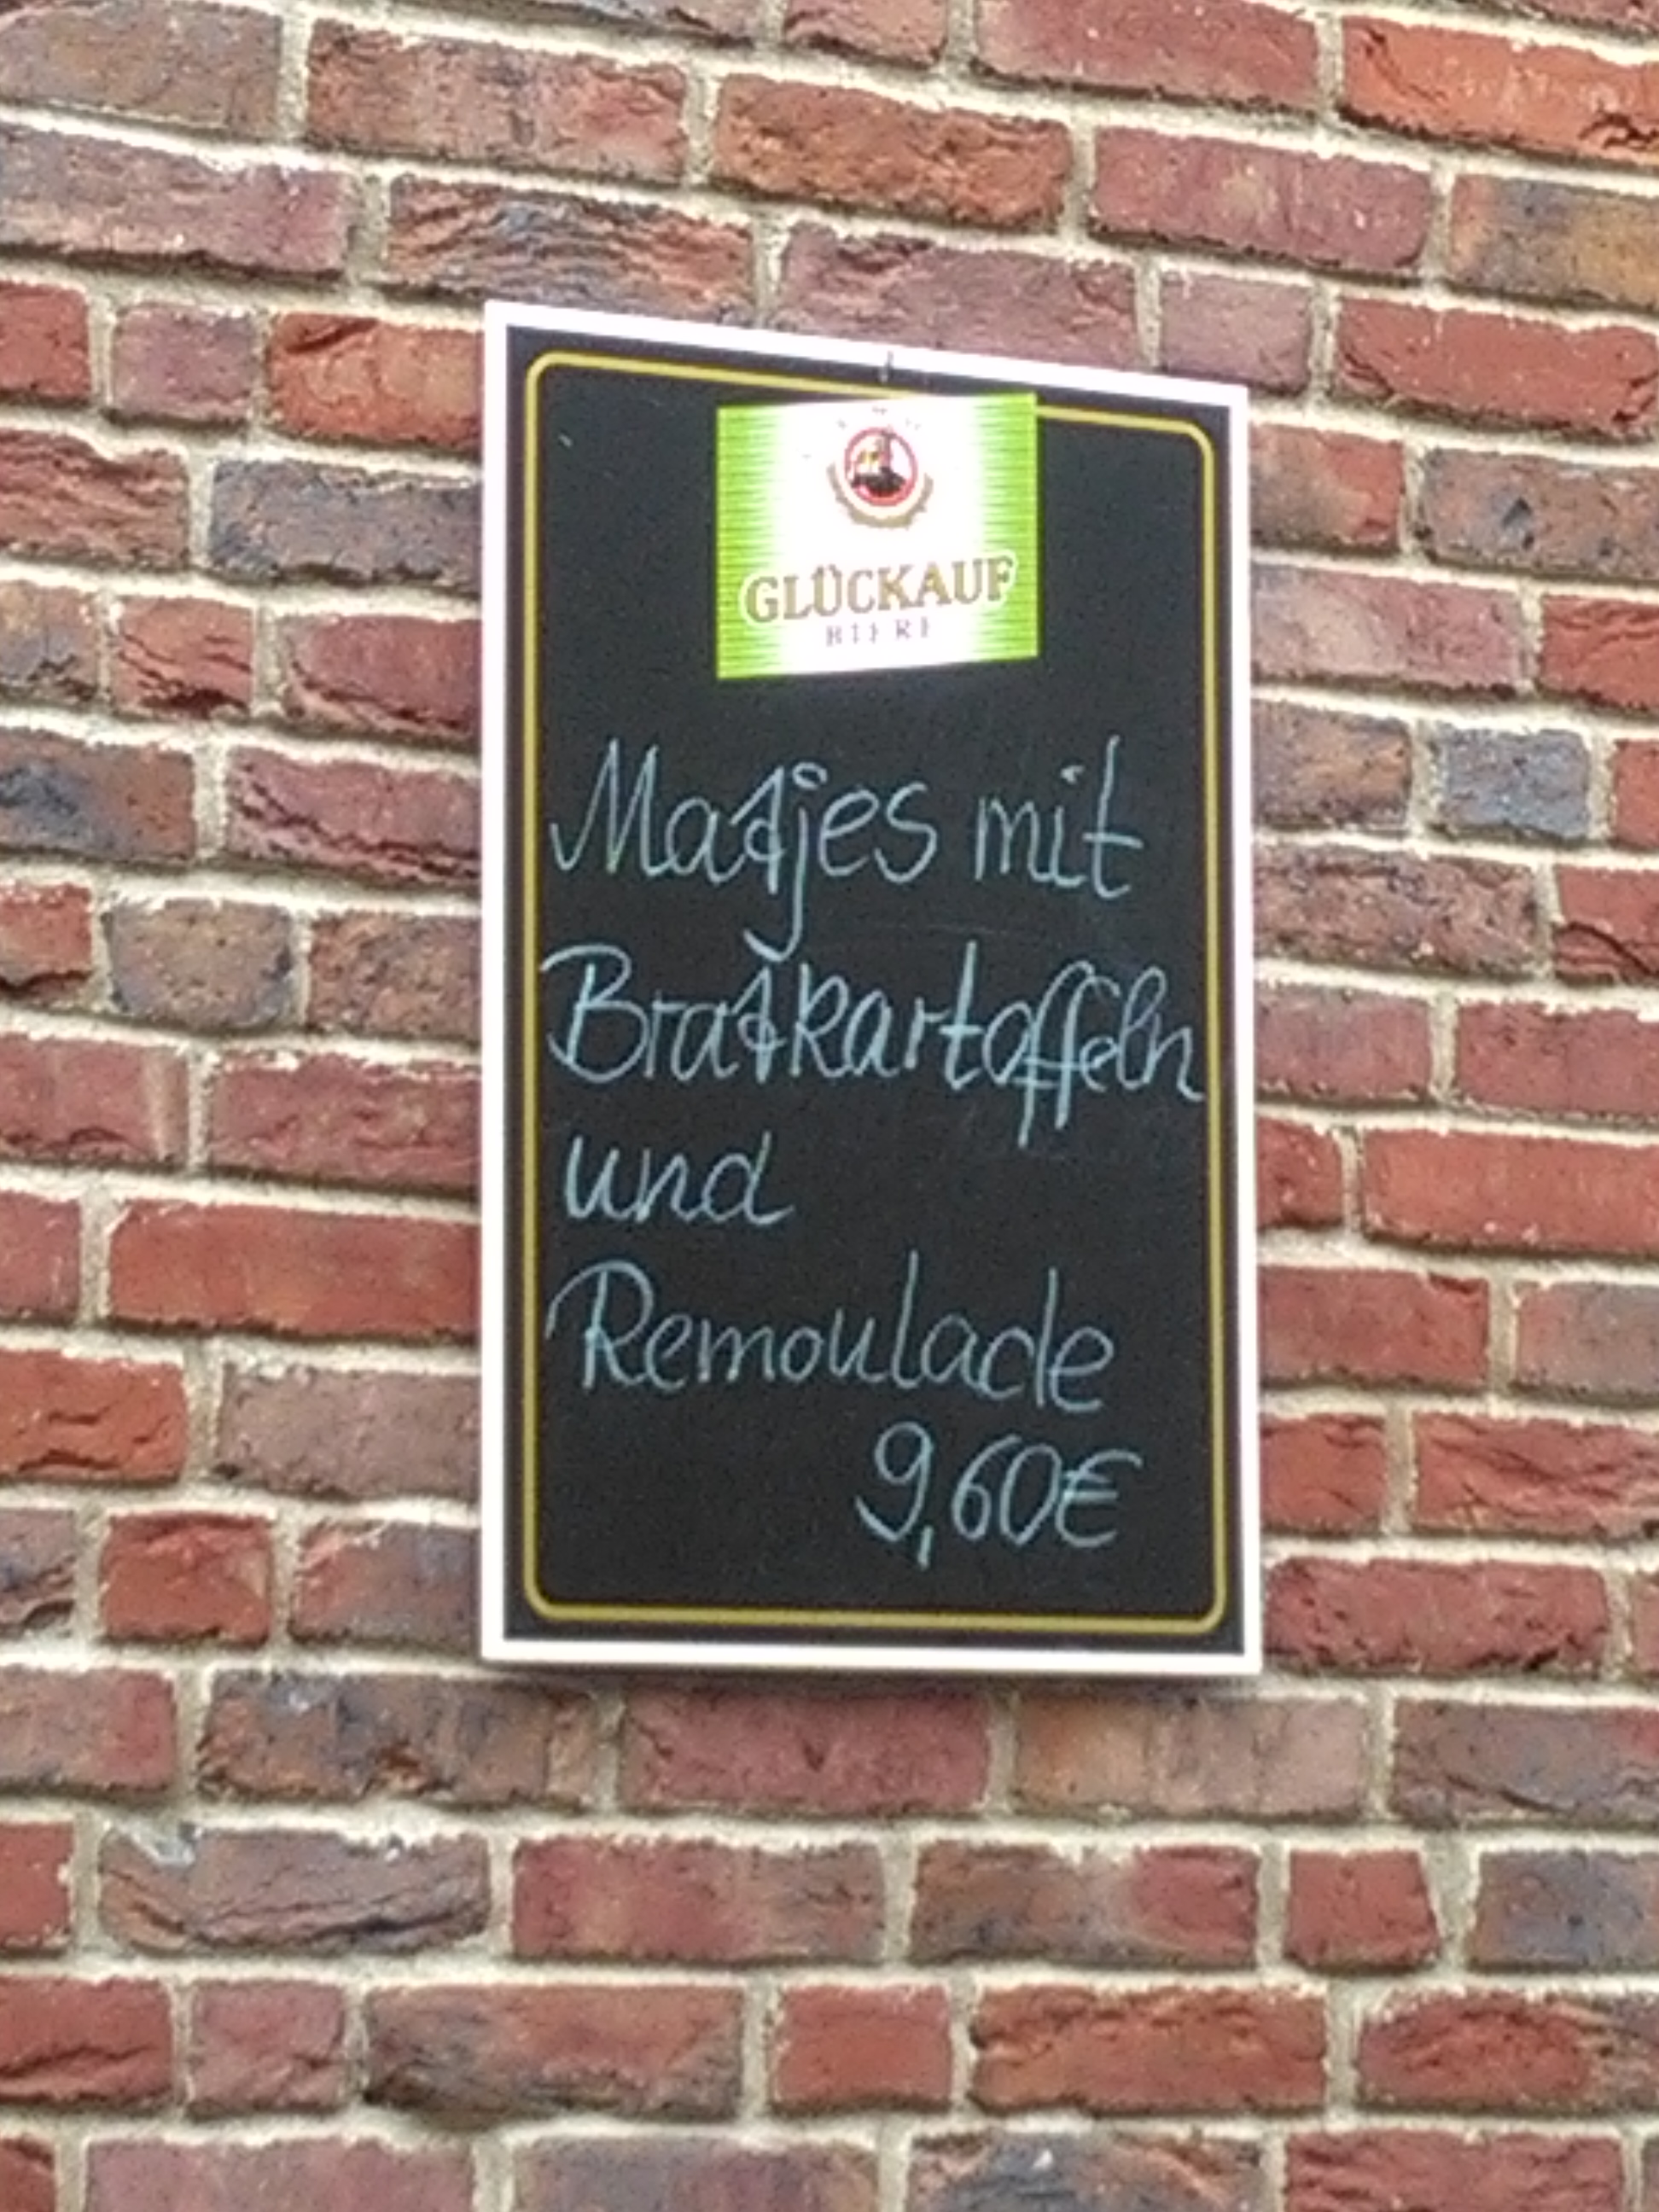 GLÜCKAUF
BIERE
Matjes mit
Bratkartoffeln
und
Remoulade
9,60€